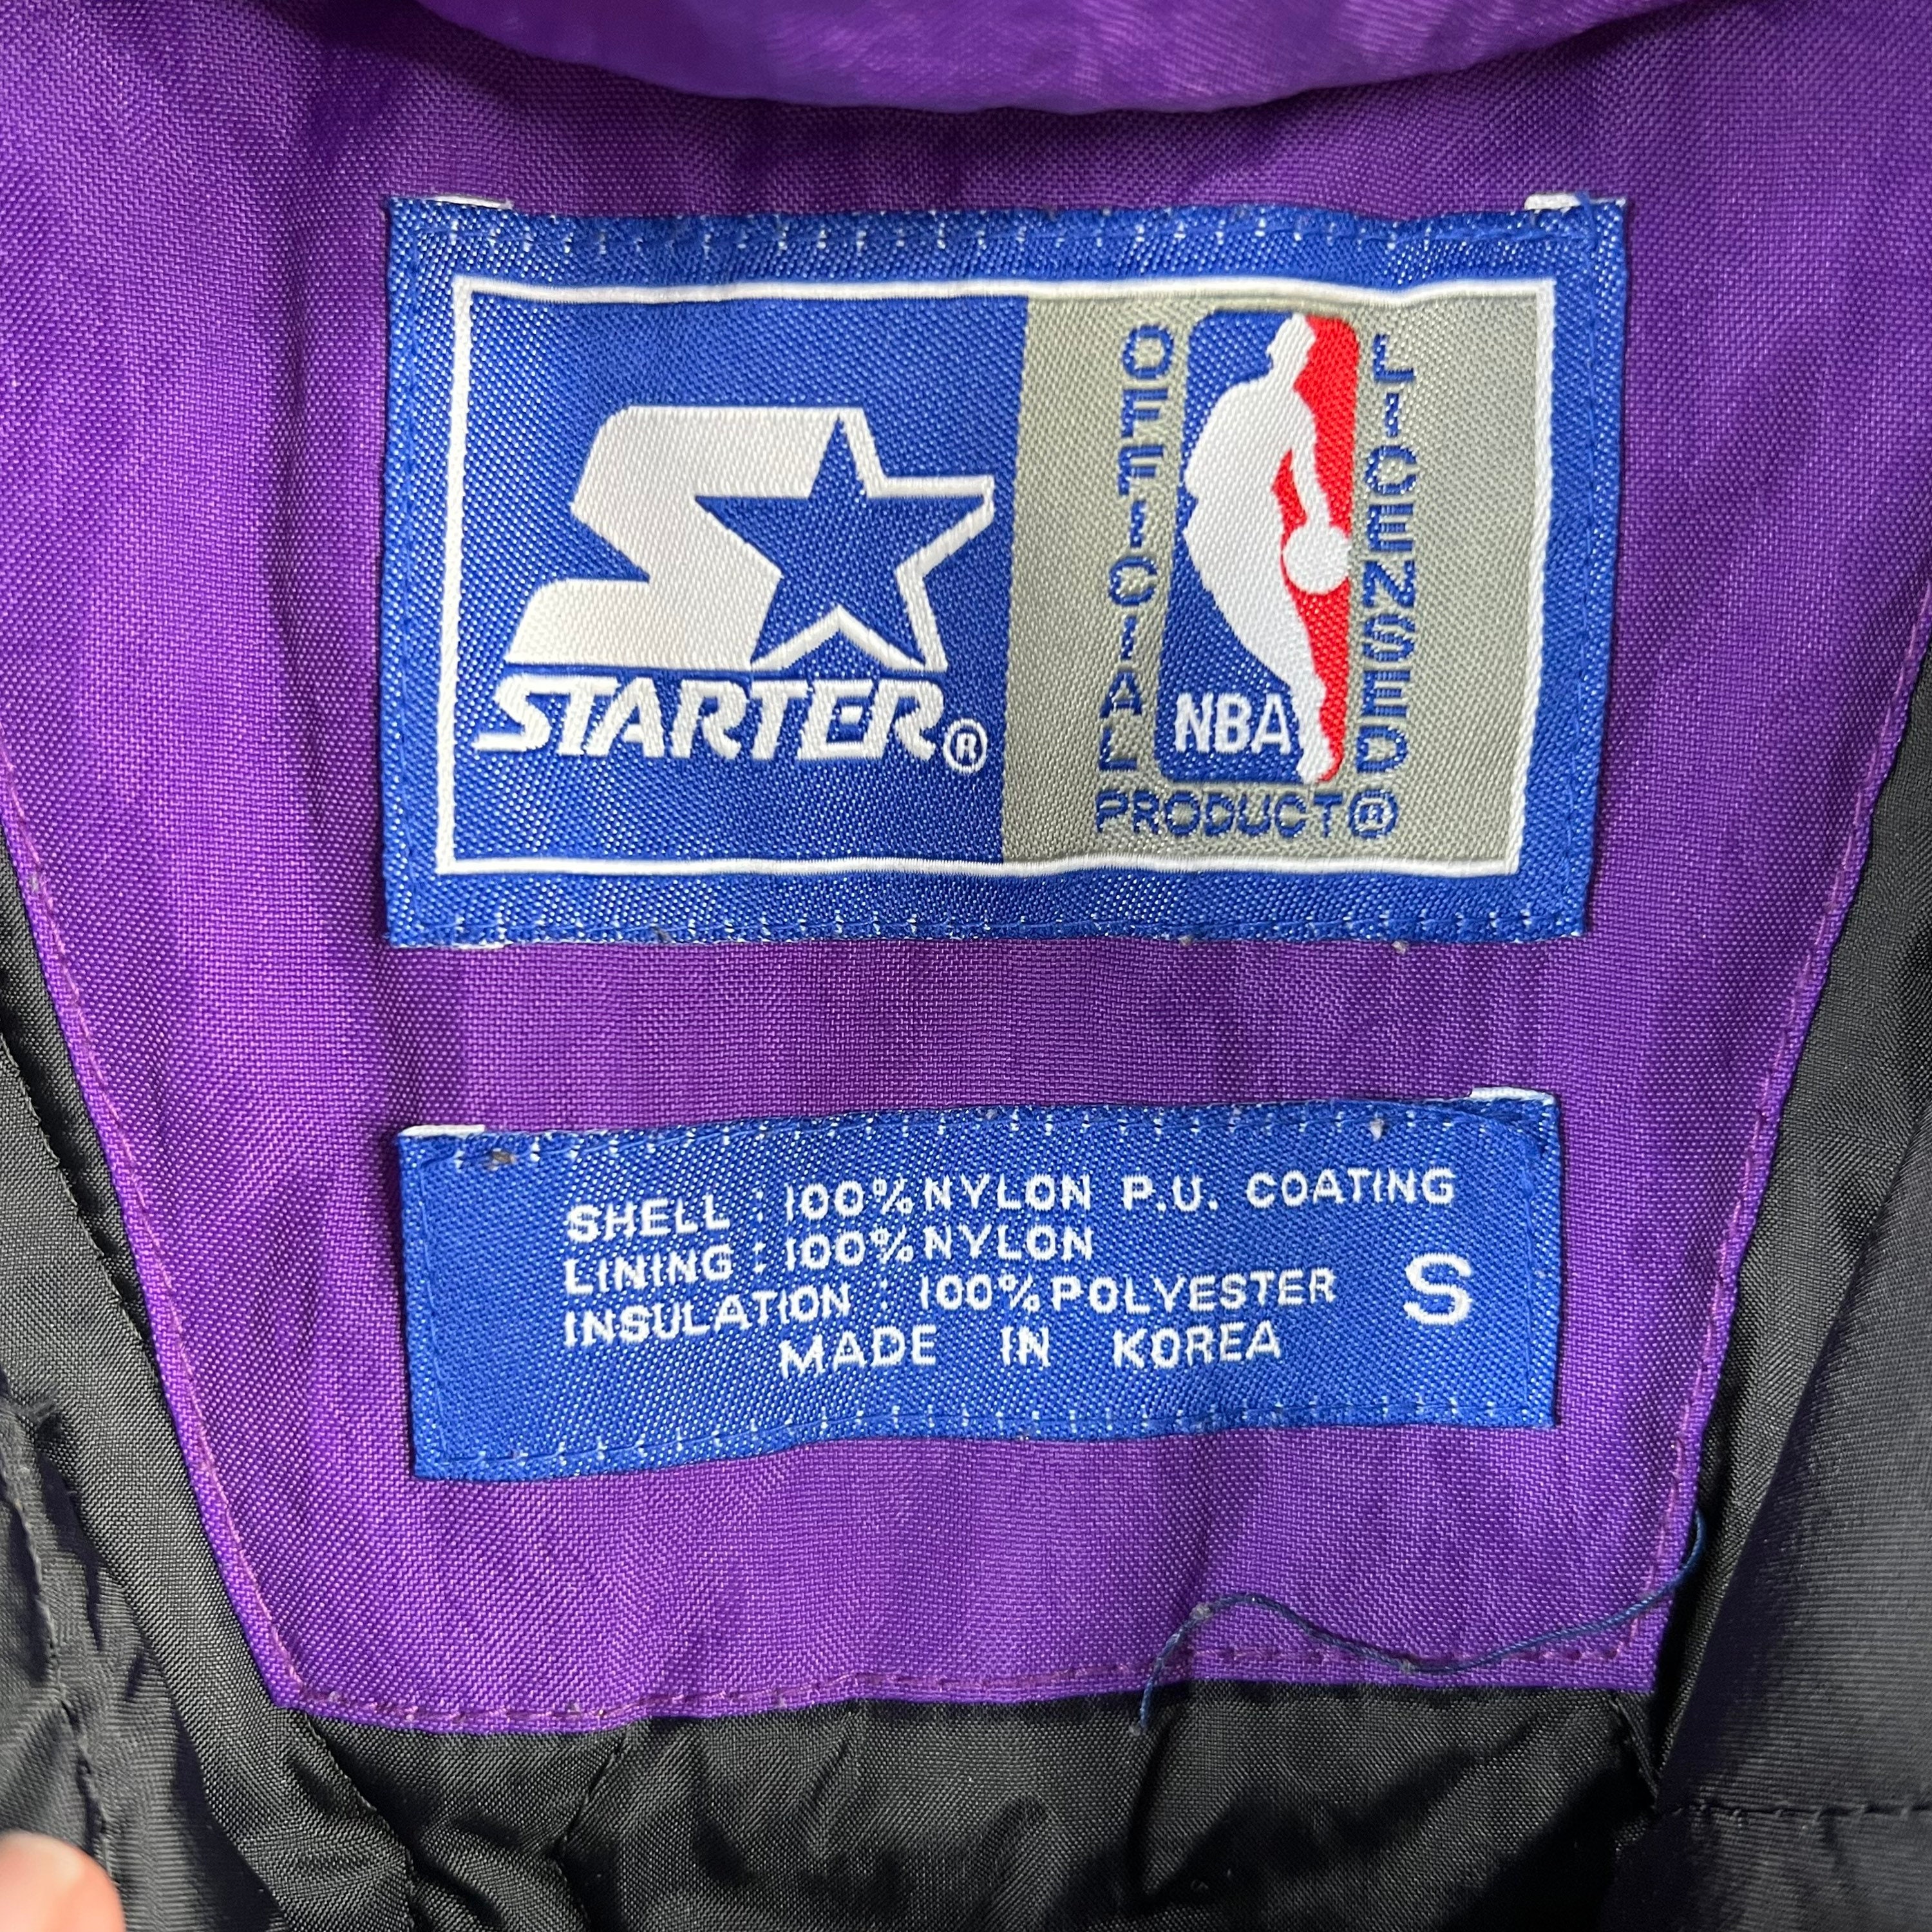 STARTER®
OFFICIAL
NBA
LICENSED
PRODUCT®
SHELL : 100% NYLON P.U. COATING
LINING : 100% NYLON
INSULATION : 100% POLYESTER
MADE IN KOREA
S